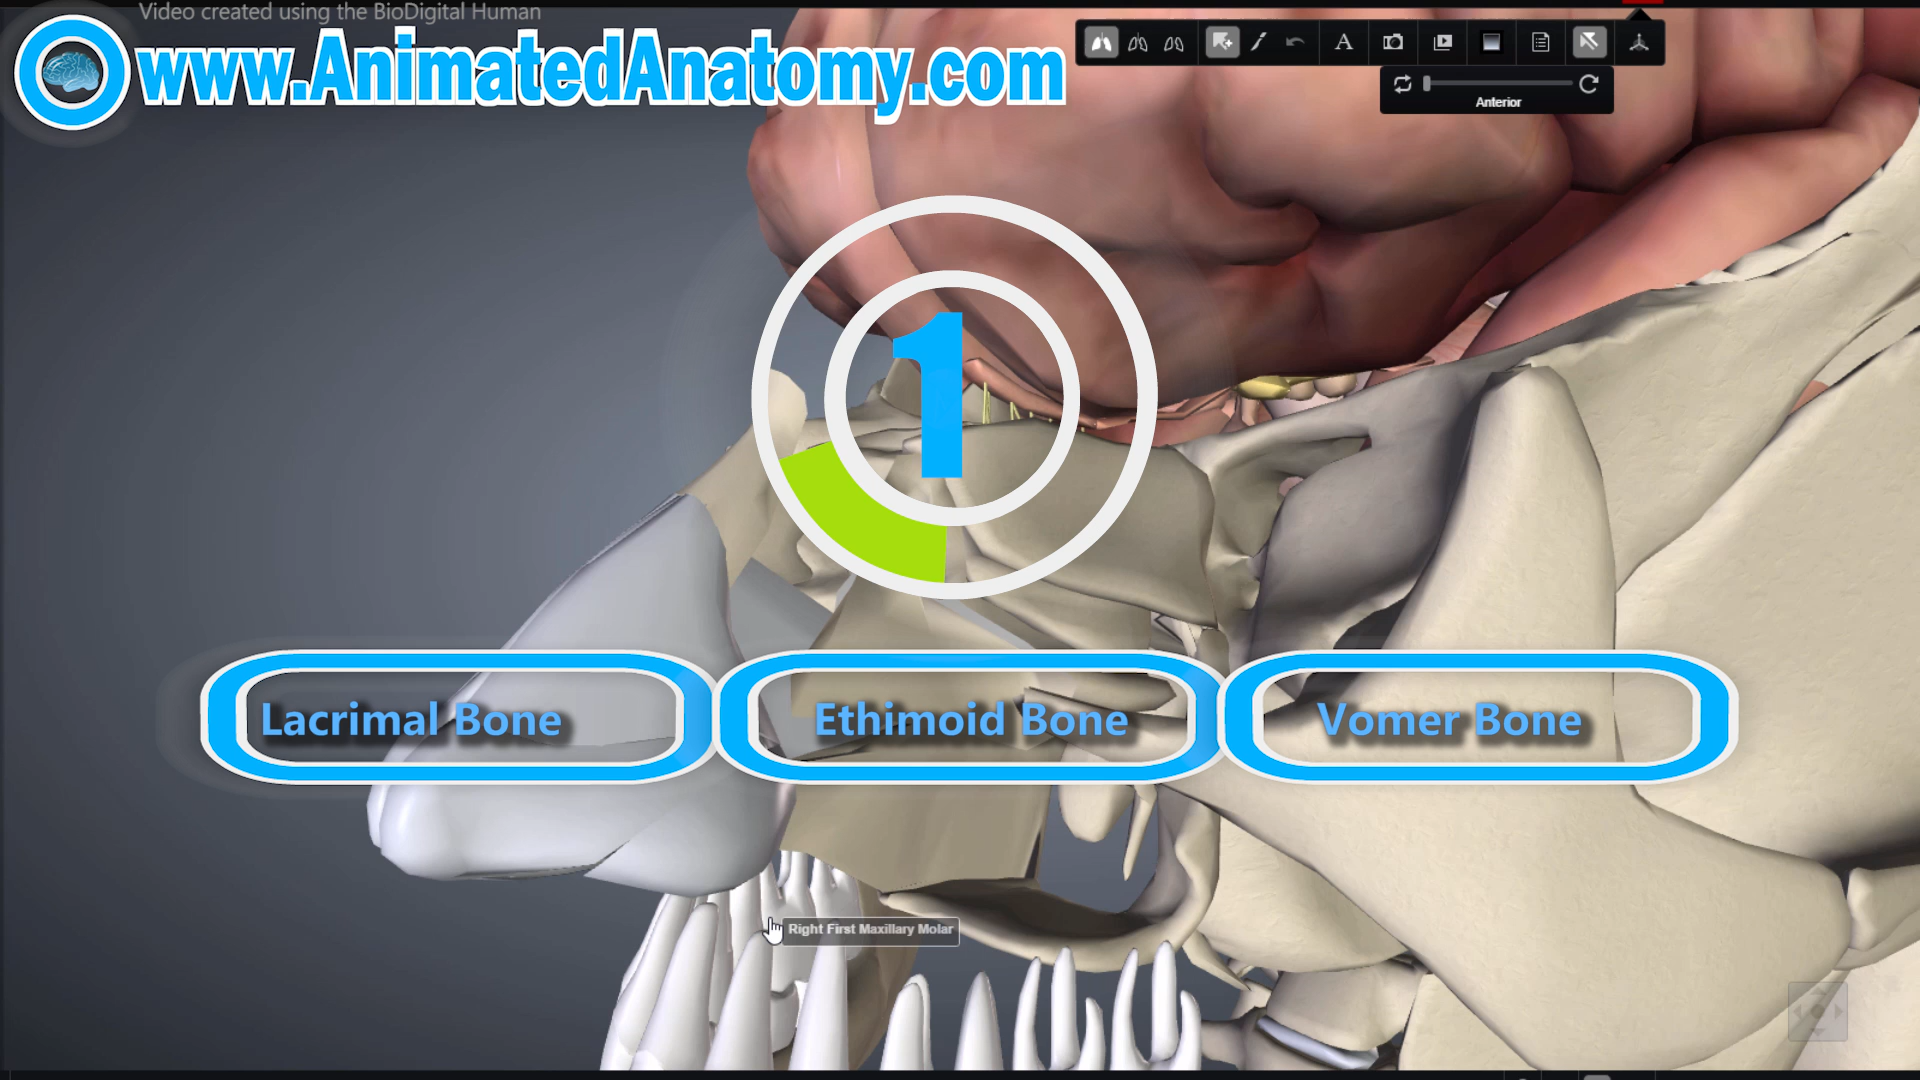 Video created using the BioDigital Human
www.AnimatedAnatomy.com
A
Anterior
1
Lacrimal Bone
Ethimoid Bone
Vomer Bone
Right First Maxillary Molar